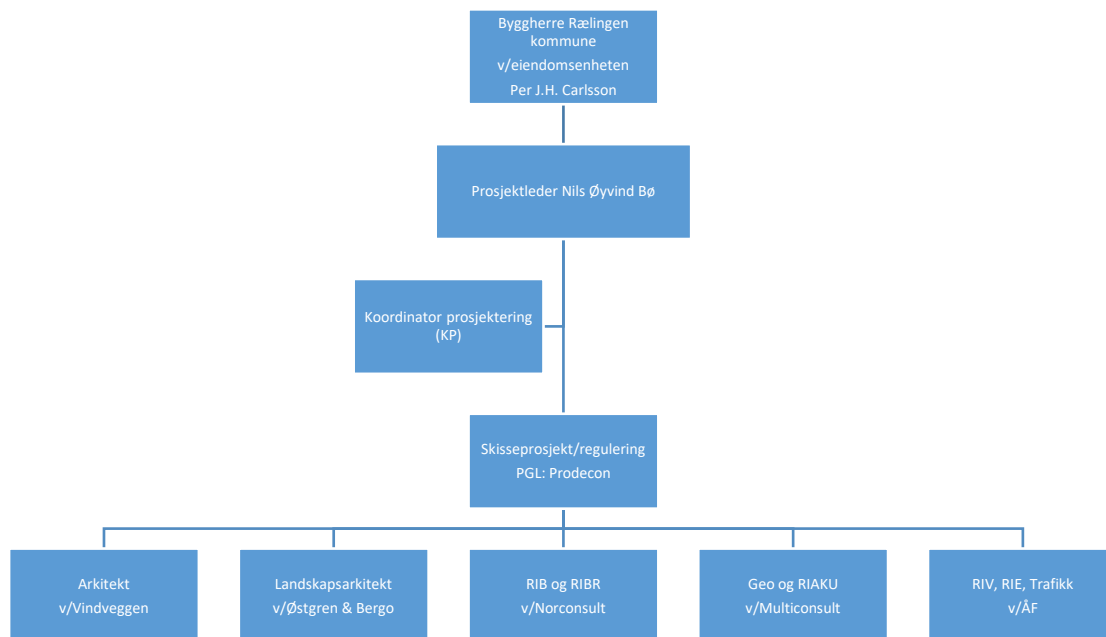 Byggherre Rælingen
kommune
v/eiendomsenheten
Per J.H. Carlsson
Prosjektleder Nils Øyvind Bø
Koordinator prosjektering
(KP)
Skisseprosjekt/regulering
PGL: Prodecon
Arkitekt
v/Vindveggen
Landskapsarkitekt
v/Østgren & Bergo
RIB og RIBR
v/Norconsult
Geo og RIAKU
v/Multiconsult
RIV, RIE, Trafikk
v/ÅF